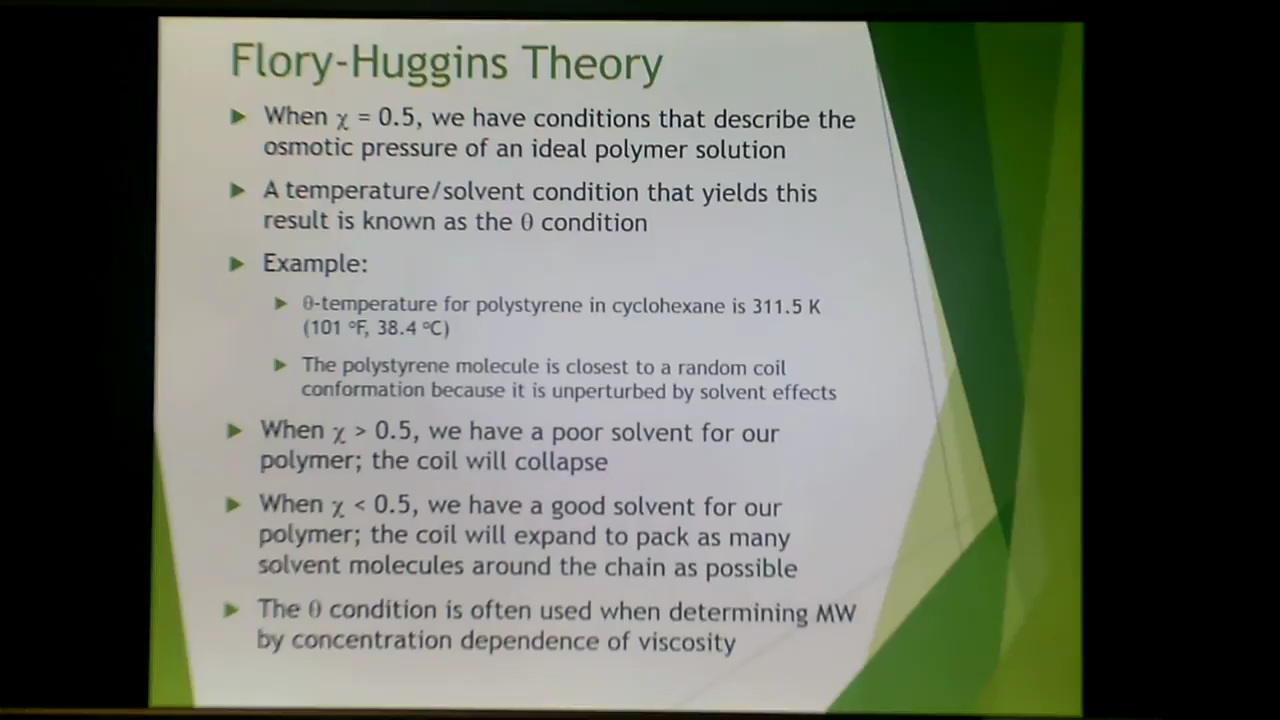 Flory-Huggins Theory
When χ = 0.5, we have conditions that describe the
osmotic pressure of an ideal polymer solution
A temperature/solvent condition that yields this
result is known as the θ condition
Example:
θ-temperature for polystyrene in cyclohexane is 311.5 K
(101 ºF, 38.4 ºC)
The polystyrene molecule is closest to a random coil
conformation because it is unperturbed by solvent effects
When χ > 0.5, we have a poor solvent for our
polymer; the coil will collapse
When χ < 0.5, we have a good solvent for our
polymer; the coil will expand to pack as many
solvent molecules around the chain as possible
The θ condition is often used when determining MW
by concentration dependence of viscosity